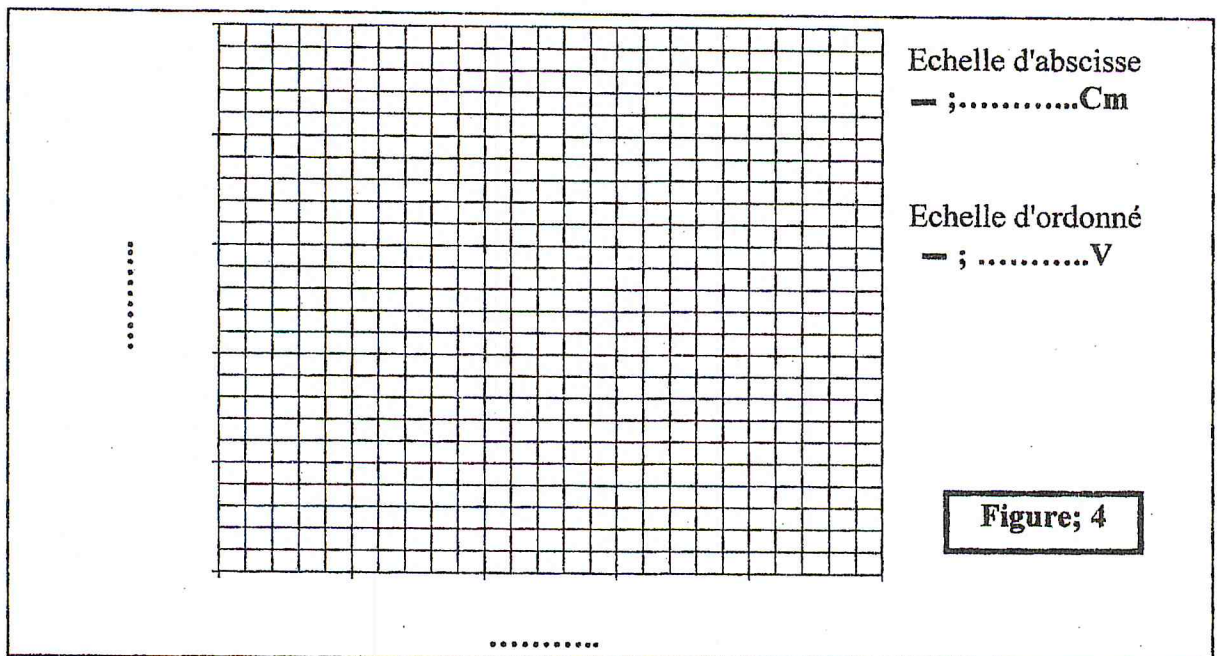 Echelle d'abscisse
– ;............Cm
Echelle d'ordonné
– ; ...........V
...........
Figure; 4
...........